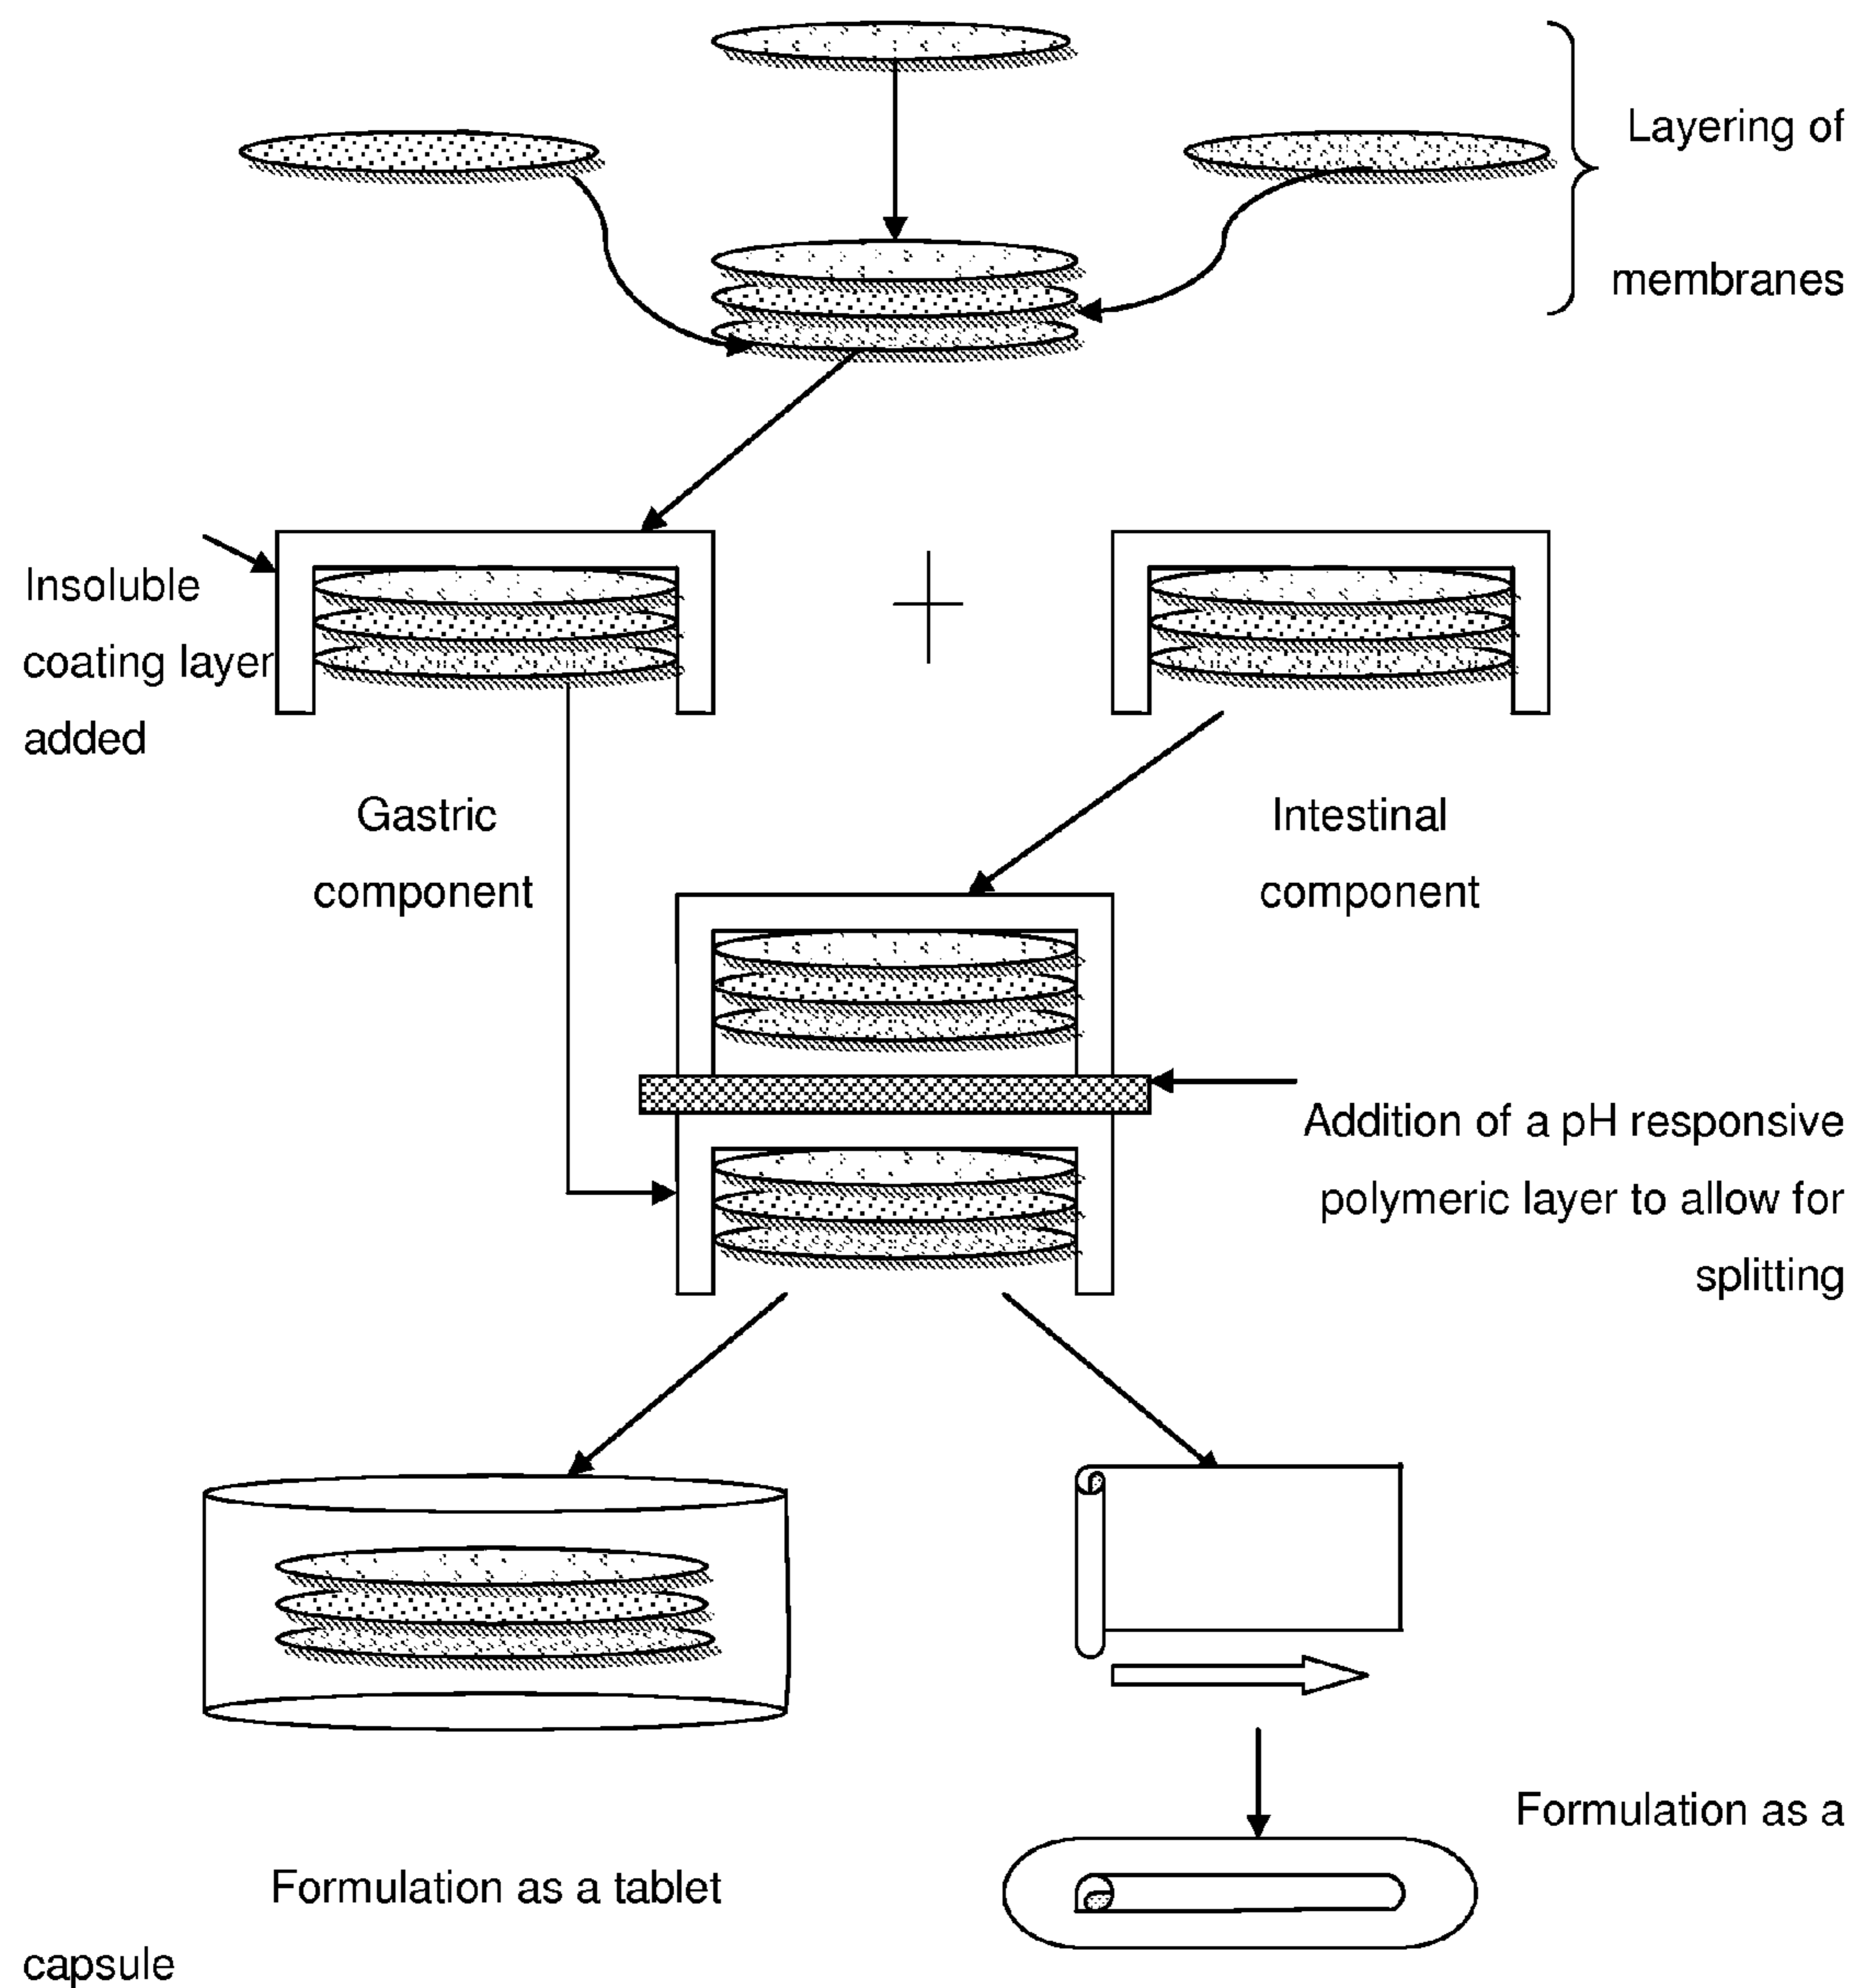 Layering of
membranes
Insoluble
coating layer
added
Gastric
component
Intestinal
component
Addition of a pH responsive
polymeric layer to allow for
splitting
Formulation as a
Formulation as a tablet
capsule